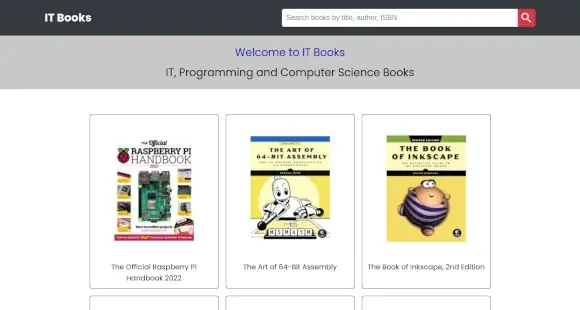 IT Books
Search books by title, author, ISBN
Welcome to IT Books
IT, Programming and Computer Science Books
THE Official
RASPBERRY PI
HANDBOOK
2022
THE ART OF
64-BIT ASSEMBLY
THE BOOK
OF INKSCAPE
The Official Raspberry Pi
Handbook 2022
The Art of 64-Bit Assembly
The Book of Inkscape, 2nd Edition